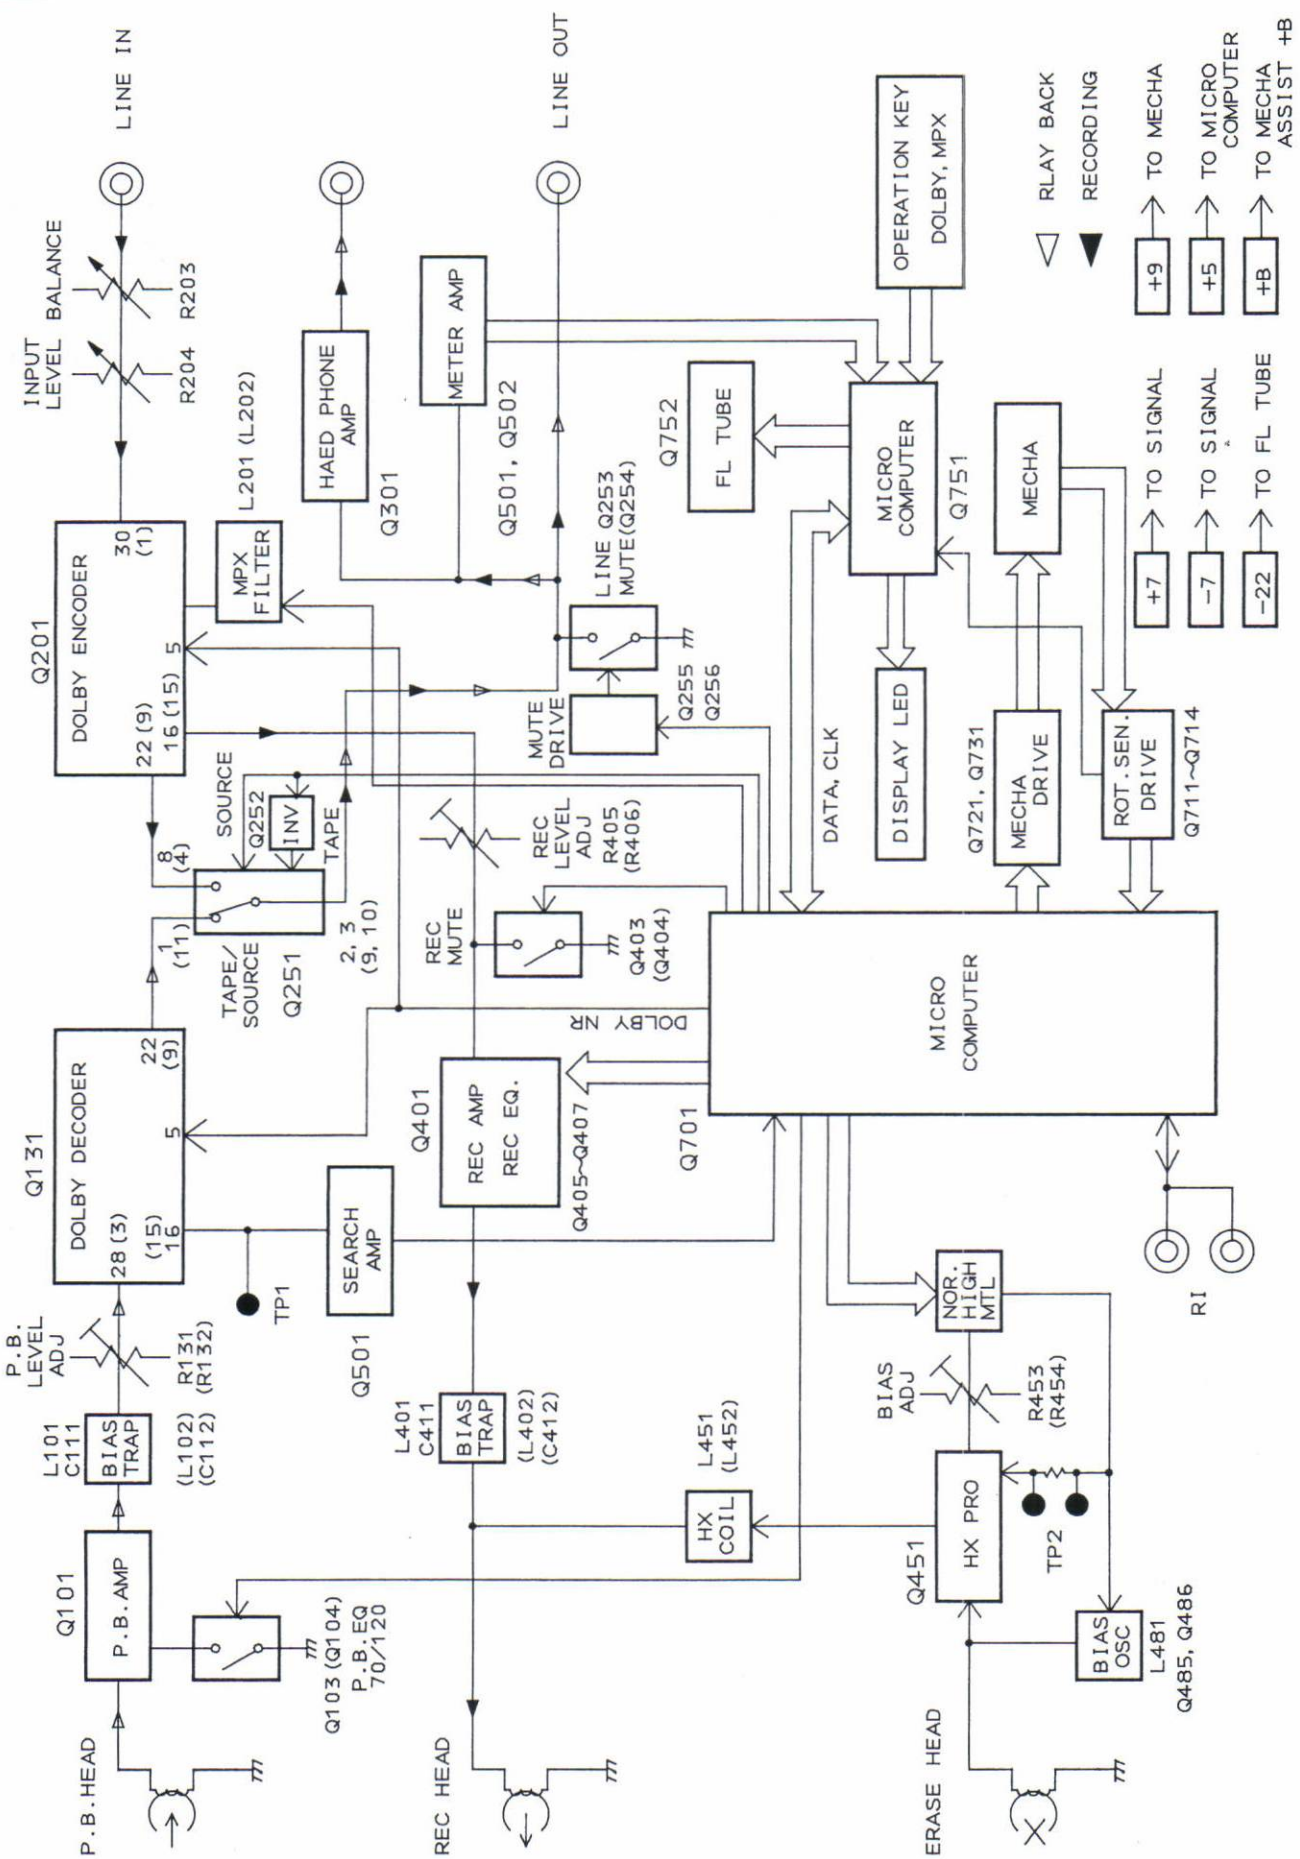 P.B.HEAD
Q101
P.B.AMP
Q103 (Q104)
P.B.EQ
70/120
L101
C111
BIAS
TRAP
(L102)
(C112)
P.B.
LEVEL
ADJ
R131
(R132)
Q131
DOLBY DECODER
28 (3)
(15)
16
5
22
(9)
TP1
SEARCH
AMP
Q501
1
(11)
8
(4)
TAPE/
SOURCE
Q251
2, 3
(9, 10)
SOURCE
Q252
INV
TAPE
Q201
DOLBY ENCODER
22 (9)
16 (15)
5
30
(1)
MPX
FILTER
L201 (L202)
INPUT
LEVEL
BALANCE
R204
R203
LINE IN
HAED PHONE
AMP
Q301
METER AMP
Q501, Q502
LINE OUT
LINE Q253
MUTE (Q254)
MUTE
DRIVE
Q255
Q256
REC HEAD
L401
C411
BIAS
TRAP
(L402)
(C412)
Q401
REC AMP
REC EQ.
Q405~Q407
REC
MUTE
Q403
(Q404)
REC
LEVEL
ADJ
R405
(R406)
DOLBY NR
HX
COIL
L451
(L452)
Q701
MICRO
COMPUTER
DATA, CLK
DISPLAY LED
Q752
FL TUBE
MICRO
COMPUTER
Q751
OPERATION KEY
DOLBY, MPX
Q721, Q731
MECHA
DRIVE
MECHA
ROT. SEN.
DRIVE
Q711~Q714
ERASE HEAD
Q451
HX PRO
BIAS
ADJ
R453
(R454)
NOR.
HIGH
MTL
TP2
BIAS
OSC
L481
Q485, Q486
RI
RLAY BACK
RECORDING
+7 TO SIGNAL
+9 TO MECHA
-7 TO SIGNAL
+5 TO MICRO
COMPUTER
-22 TO FL TUBE
+B TO MECHA
ASSIST +B